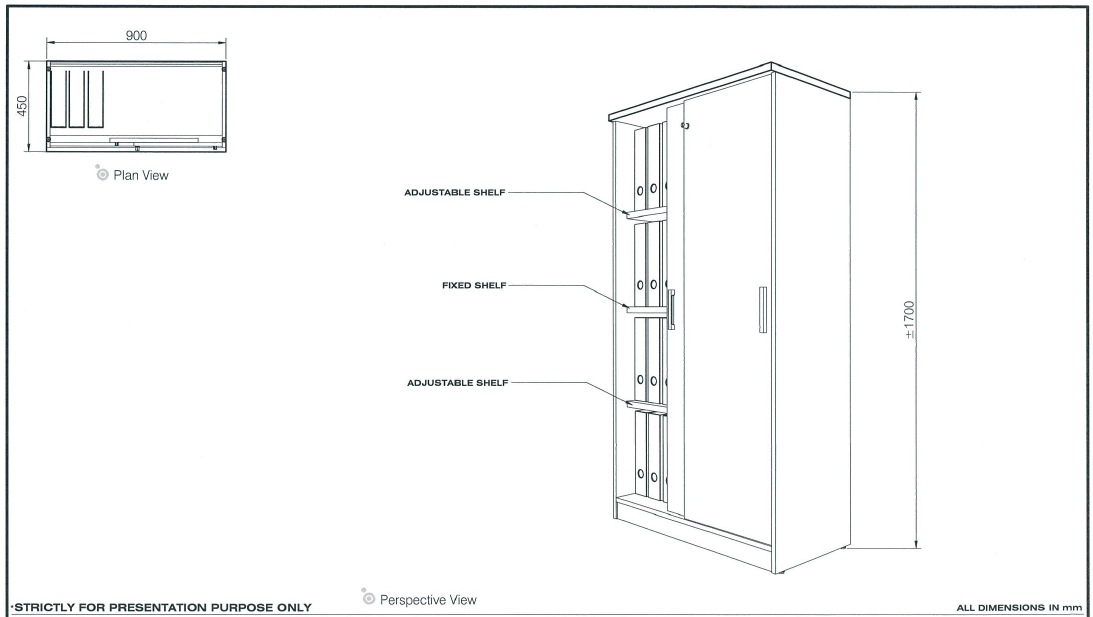 900
450
Plan View
ADJUSTABLE SHELF
FIXED SHELF
ADJUSTABLE SHELF
±1700
Perspective View
*STRICTLY FOR PRESENTATION PURPOSE ONLY
ALL DIMENSIONS IN mm